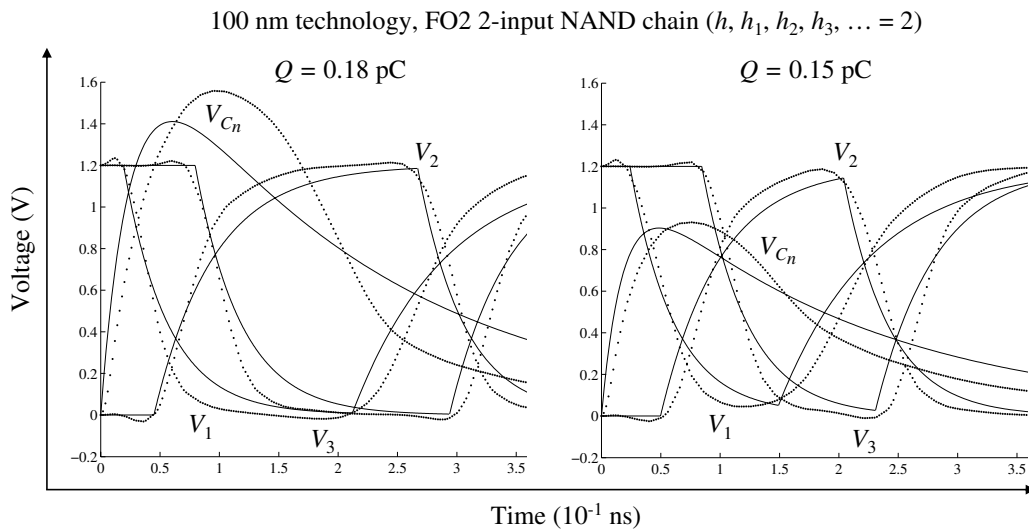 100 nm technology, FO2 2-input NAND chain (h, h₁, h₂, h₃, … = 2)
Q = 0.18 pC
Q = 0.15 pC
1.6
1.4
1.2
1
0.8
0.6
0.4
0.2
0
−0.2
0
0.5
1
1.5
2
2.5
3
3.5
V_{C_n}
V₂
V₁
V₃
1.6
1.4
1.2
1
0.8
0.6
0.4
0.2
0
−0.2
0
0.5
1
1.5
2
2.5
3
3.5
V₂
V_{C_n}
V₁
V₃
Voltage (V)
Time (10⁻¹ ns)